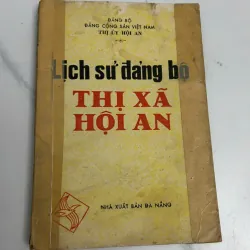 ĐẢNG BỘ
ĐẢNG CỘNG SẢN VIỆT NAM
THỊ ỦY HỘI AN
Lịch sử đảng bộ
THỊ XÃ
HỘI AN
NHÀ XUẤT BẢN ĐÀ NẴNG